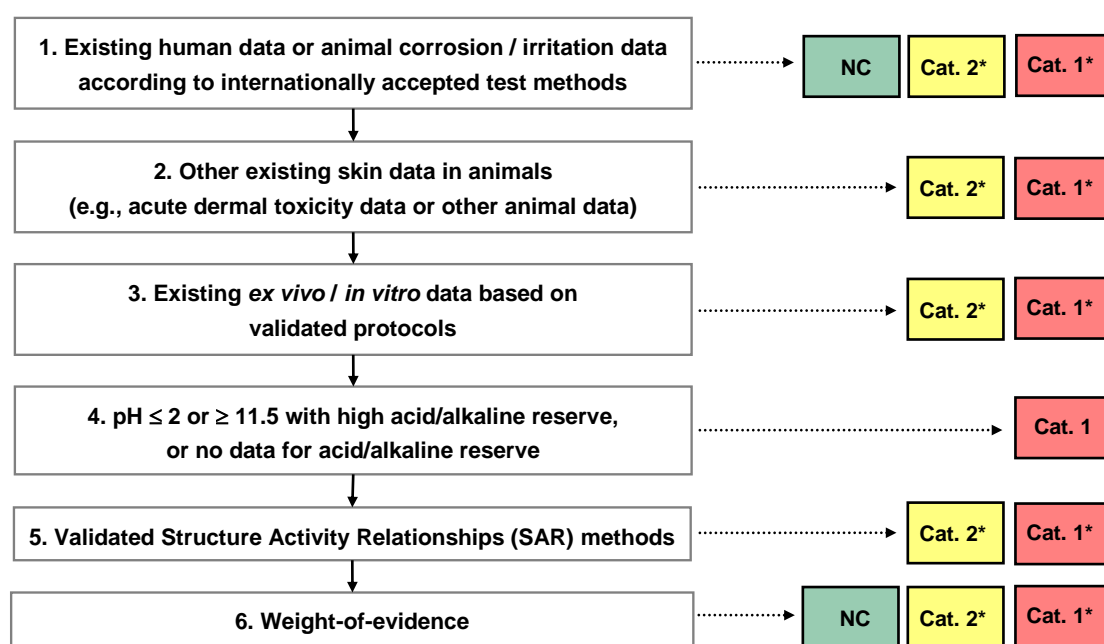 1. Existing human data or animal corrosion / irritation data
according to internationally accepted test methods
NC
Cat. 2*
Cat. 1*
2. Other existing skin data in animals
(e.g., acute dermal toxicity data or other animal data)
Cat. 2*
Cat. 1*
3. Existing ex vivo / in vitro data based on
validated protocols
Cat. 2*
Cat. 1*
4. pH ≤ 2 or ≥ 11.5 with high acid/alkaline reserve,
or no data for acid/alkaline reserve
Cat. 1
5. Validated Structure Activity Relationships (SAR) methods
Cat. 2*
Cat. 1*
6. Weight-of-evidence
NC
Cat. 2*
Cat. 1*